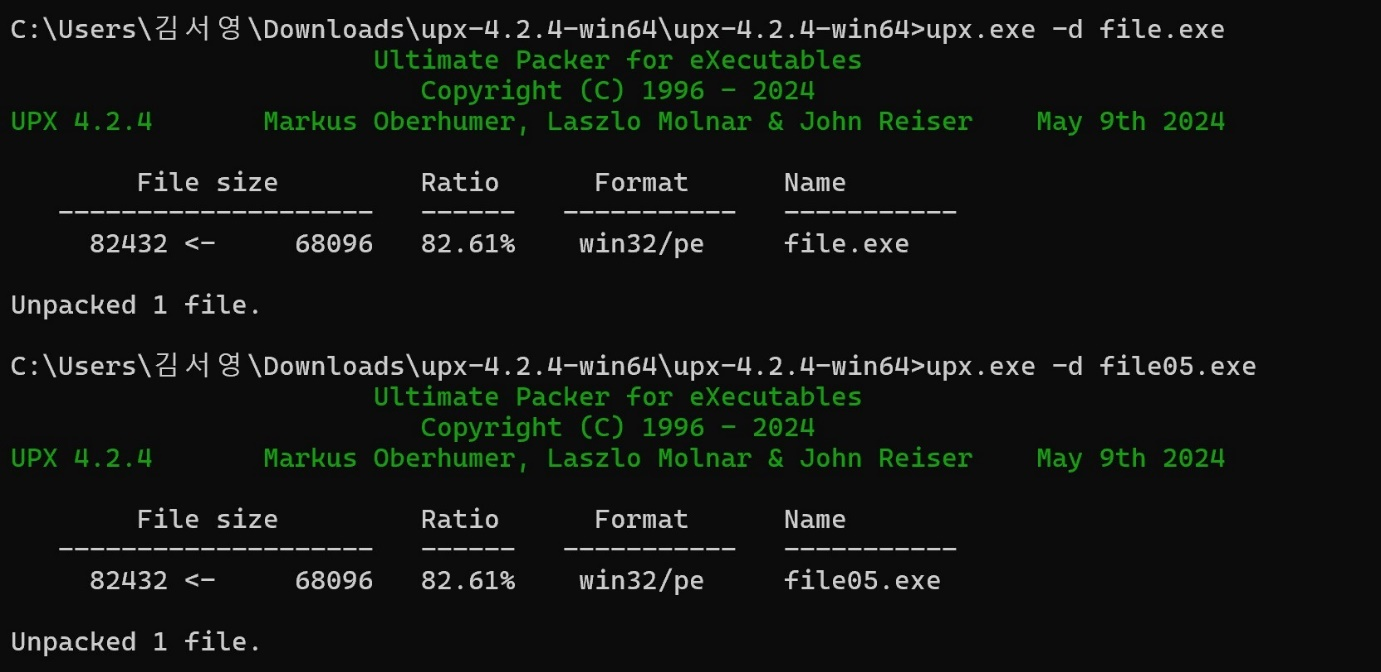 C:\Users\김서영\Downloads\upx-4.2.4-win64\upx-4.2.4-win64>upx.exe -d file.exe
Ultimate Packer for eXecutables
Copyright (C) 1996 - 2024
UPX 4.2.4       Markus Oberhumer, Laszlo Molnar & John Reiser    May 9th 2024
File size         Ratio      Format      Name
--------------------   ------   -----------   -----------
82432 <-     68096   82.61%    win32/pe     file.exe
Unpacked 1 file.
C:\Users\김서영\Downloads\upx-4.2.4-win64\upx-4.2.4-win64>upx.exe -d file05.exe
Ultimate Packer for eXecutables
Copyright (C) 1996 - 2024
UPX 4.2.4       Markus Oberhumer, Laszlo Molnar & John Reiser    May 9th 2024
File size         Ratio      Format      Name
--------------------   ------   -----------   -----------
82432 <-     68096   82.61%    win32/pe     file05.exe
Unpacked 1 file.